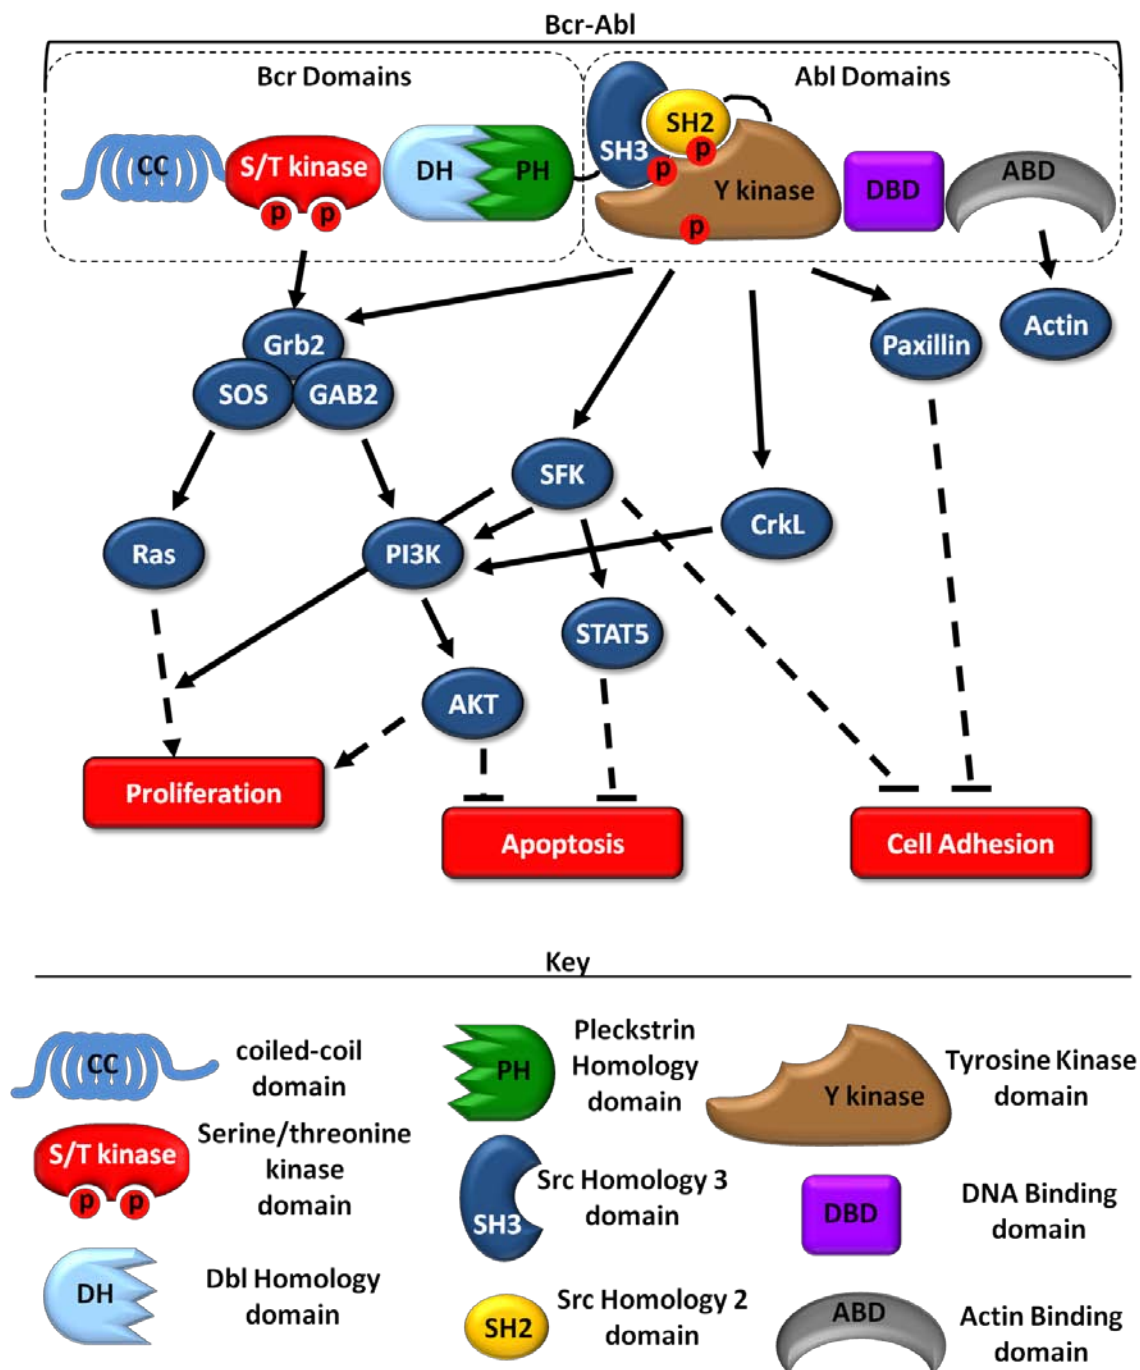 Bcr-Abl
Bcr Domains
Abl Domains
CC
S/T kinase
p
p
DH
PH
SH3
SH2
p
p
Y kinase
p
DBD
ABD
Grb2
SOS
GAB2
Paxillin
Actin
SFK
CrkL
Ras
PI3K
STAT5
AKT
Proliferation
Apoptosis
Cell Adhesion
Key
CC
coiled-coil
domain
S/T kinase
p
p
Serine/threonine
kinase
domain
DH
Dbl Homology
domain
PH
Pleckstrin
Homology
domain
SH3
Src Homology 3
domain
SH2
Src Homology 2
domain
Y kinase
Tyrosine Kinase
domain
DBD
DNA Binding
domain
ABD
Actin Binding
domain